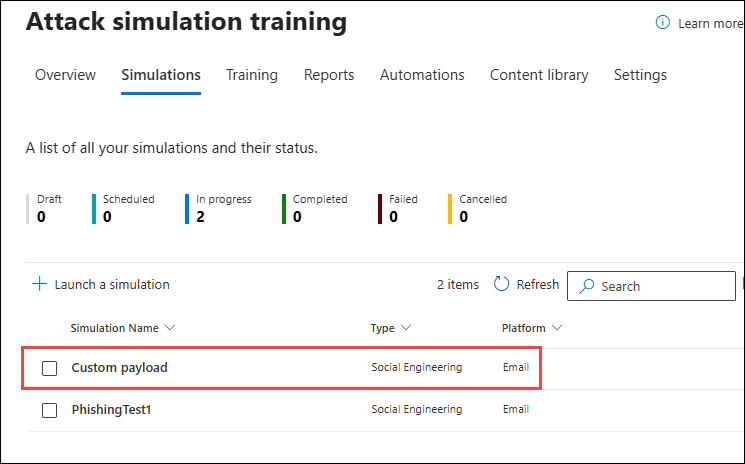 Attack simulation training
Learn more
Overview Simulations Training Reports Automations Content library Settings
A list of all your simulations and their status.
Draft Scheduled In progress Completed Failed Cancelled
0 0 2 0 0 0
Launch a simulation 2 items Refresh Search
Simulation Name Type Platform
Custom payload Social Engineering Email
PhishingTest1 Social Engineering Email